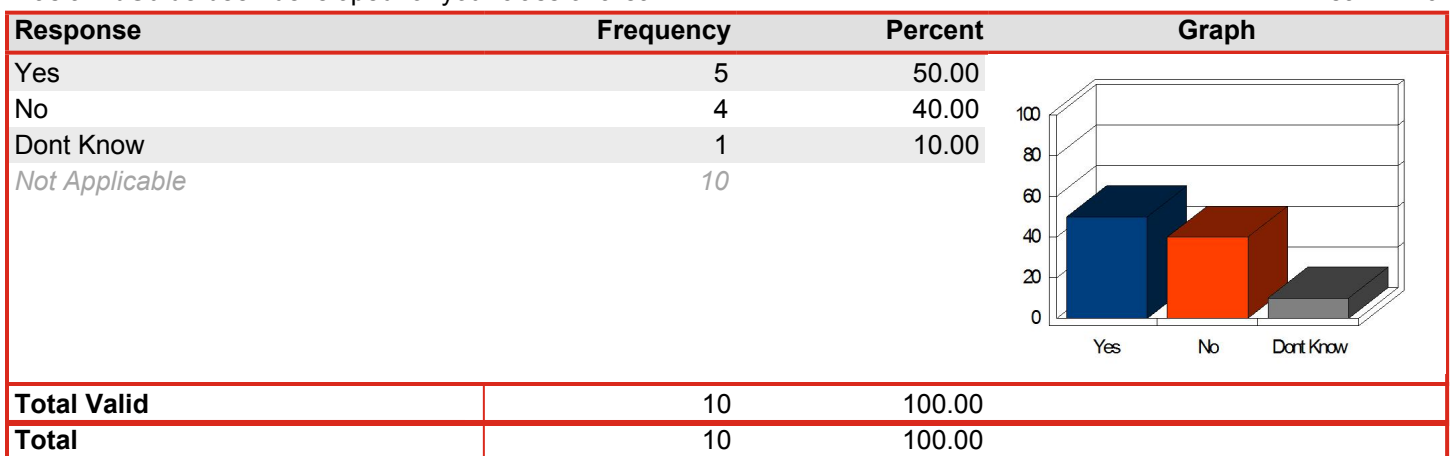 Response Frequency Percent Graph
Yes 5 50.00
No 4 40.00
Dont Know 1 10.00
Not Applicable 10
100
80
60
40
20
0
Yes No Dont Know
Total Valid 10 100.00
Total 10 100.00